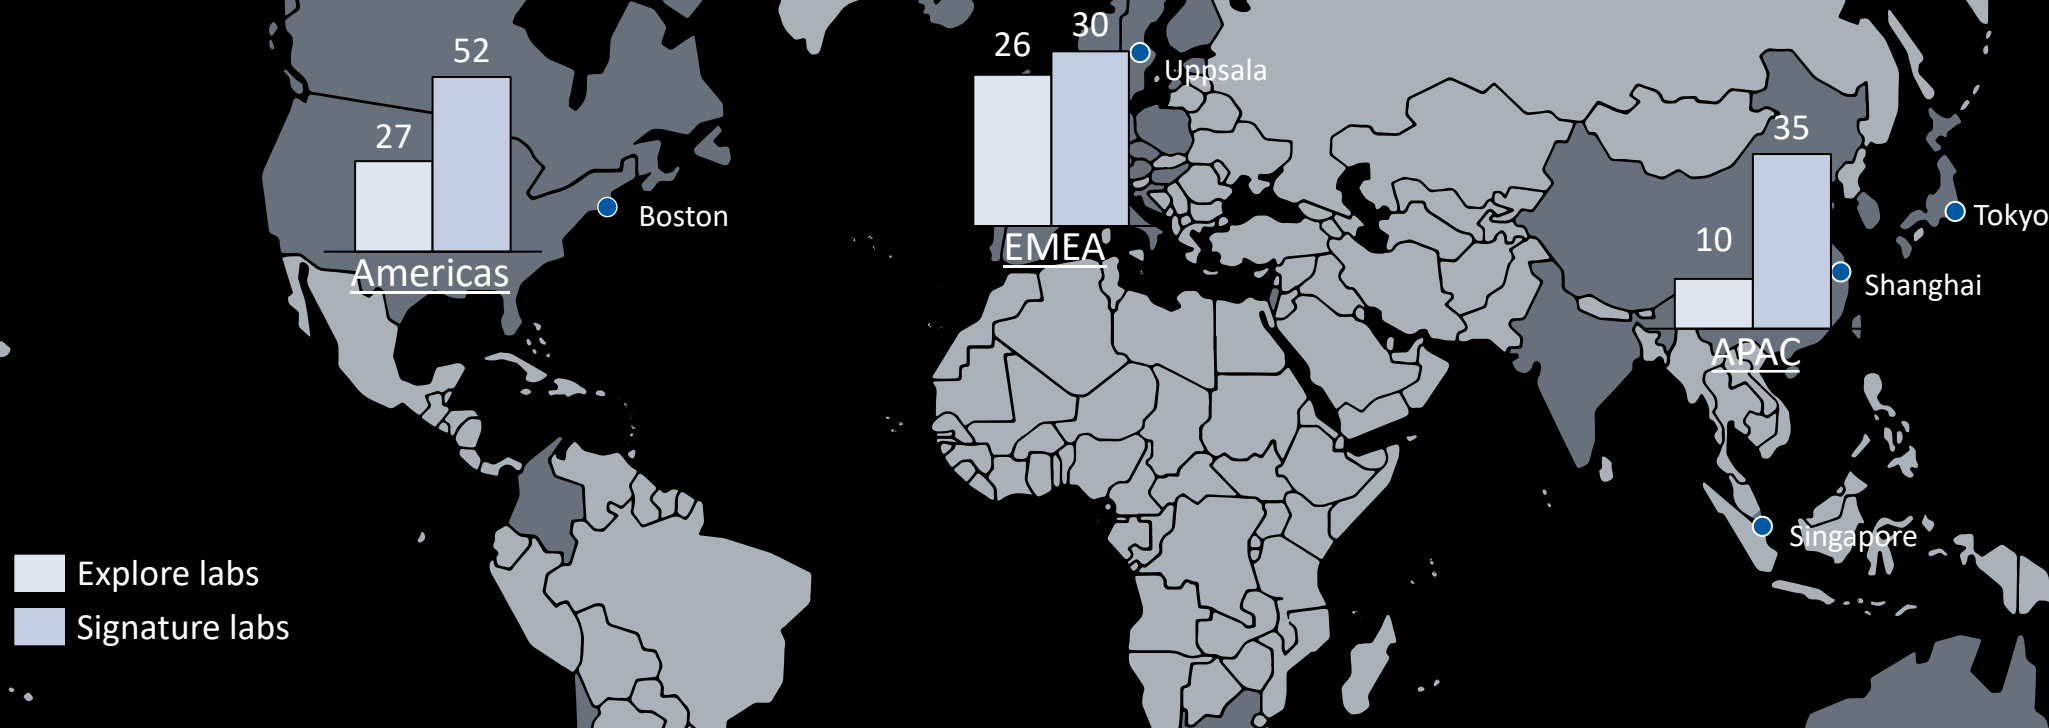 52
27
Boston
Americas
30
26
Uppsala
EMEA
35
10
Tokyo
Shanghai
APAC
Singapore
Explore labs
Signature labs